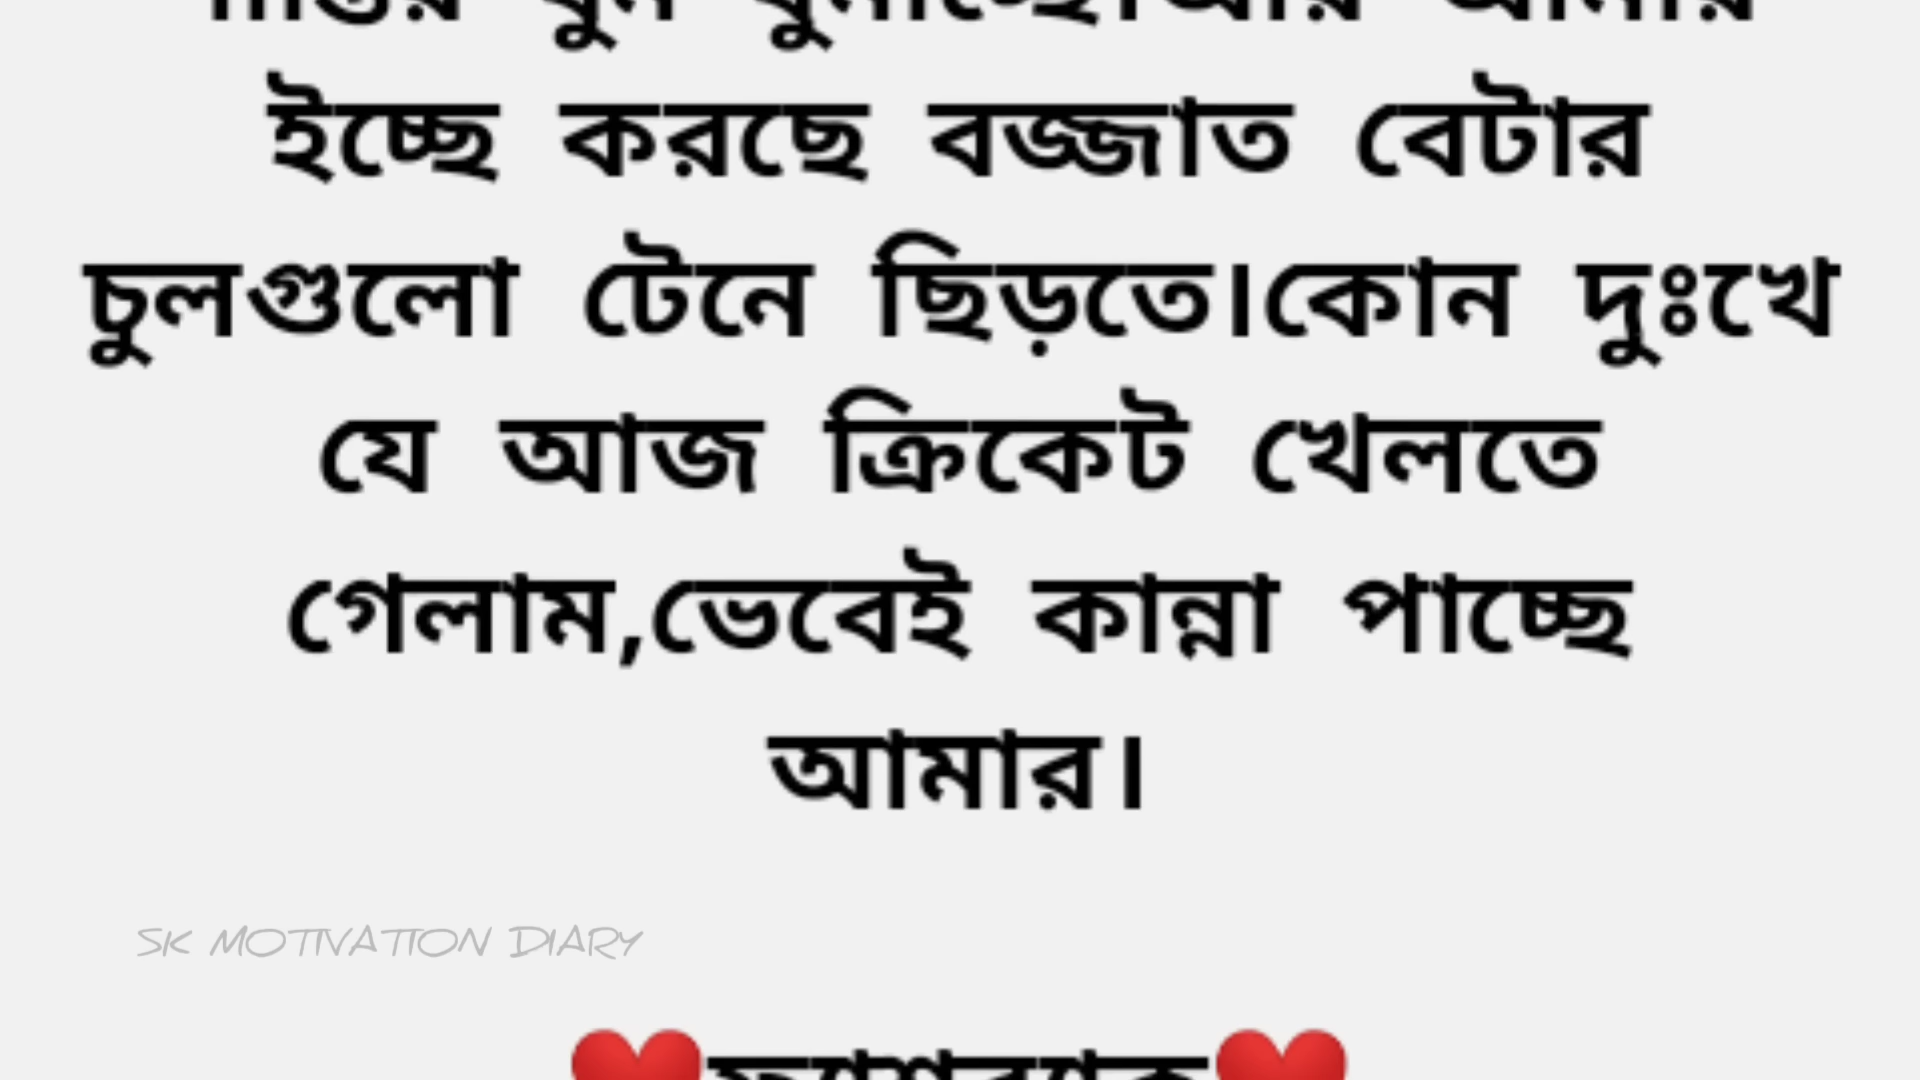 ইচ্ছে করছে বজ্জাত বেটার
চুলগুলো টেনে ছিড়তে।কোন দুঃখে
যে আজ ক্রিকেট খেলতে
গেলাম,ভেবেই কান্না পাচ্ছে
আমার।
SK MOTIVATION DIARY